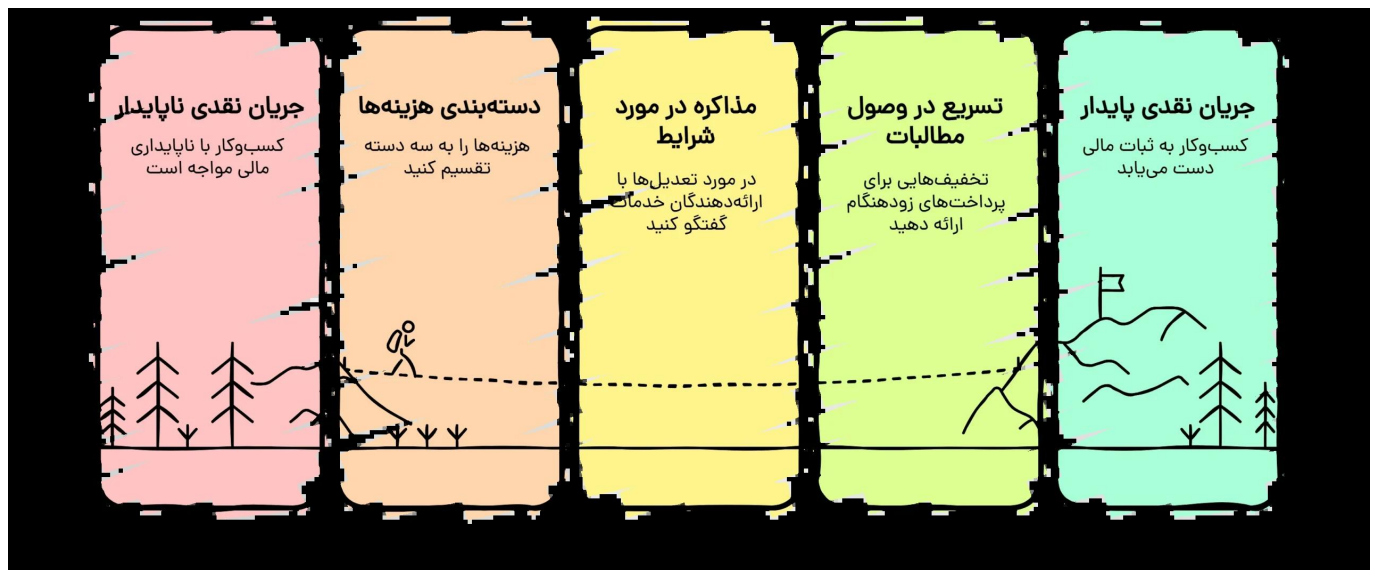 جریان نقدی ناپایدار
کسب‌وکار با ناپایداری
مالی مواجه است
دسته‌بندی هزینه‌ها
هزینه‌ها را به سه دسته
تقسیم کنید
مذاکره در مورد
شرایط
در مورد تعدیل‌ها با
ارائه‌دهندگان خدمات
گفتگو کنید
تسریع در وصول
مطالبات
تخفیف‌هایی برای
پرداخت‌های زودهنگام
ارائه دهید
جریان نقدی پایدار
کسب‌وکار به ثبات مالی
دست می‌یابد